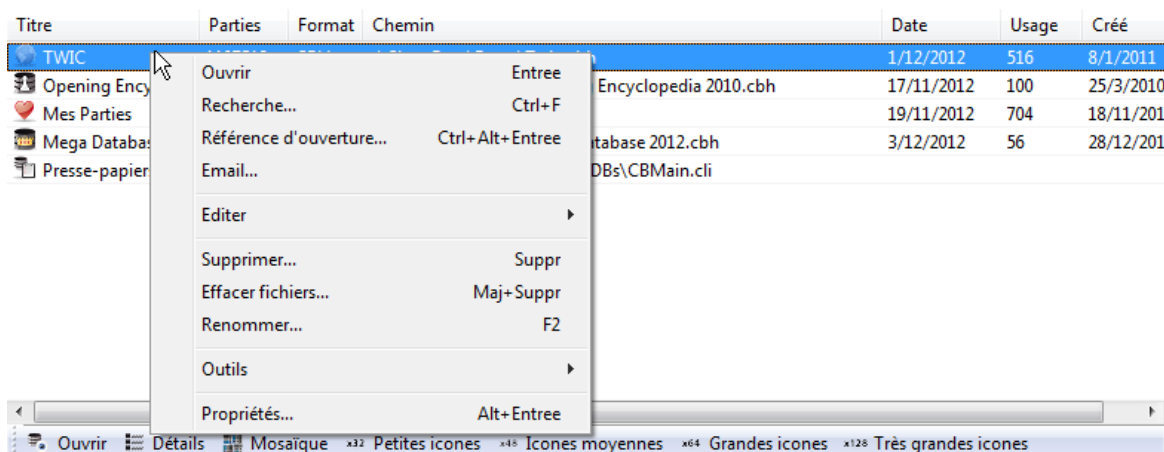 Titre Parties Format Chemin Date Usage Créé
TWIC 1/12/2012 516 8/1/2011
Ouvrir Entree
Opening Ency Encyclopedia 2010.cbh 17/11/2012 100 25/3/2010
Recherche... Ctrl+F
Mes Parties 19/11/2012 704 18/11/201
Référence d'ouverture... Ctrl+Alt+Entree
Mega Databas tabase 2012.cbh 3/12/2012 56 28/12/201
Email...
Presse-papier DBs\CBMain.cli
Editer
Supprimer... Suppr
Effacer fichiers... Maj+Suppr
Renommer... F2
Outils
Propriétés... Alt+Entree
Ouvrir Détails Mosaïque x32 Petites icones x48 Icones moyennes x64 Grandes icones x128 Très grandes icones